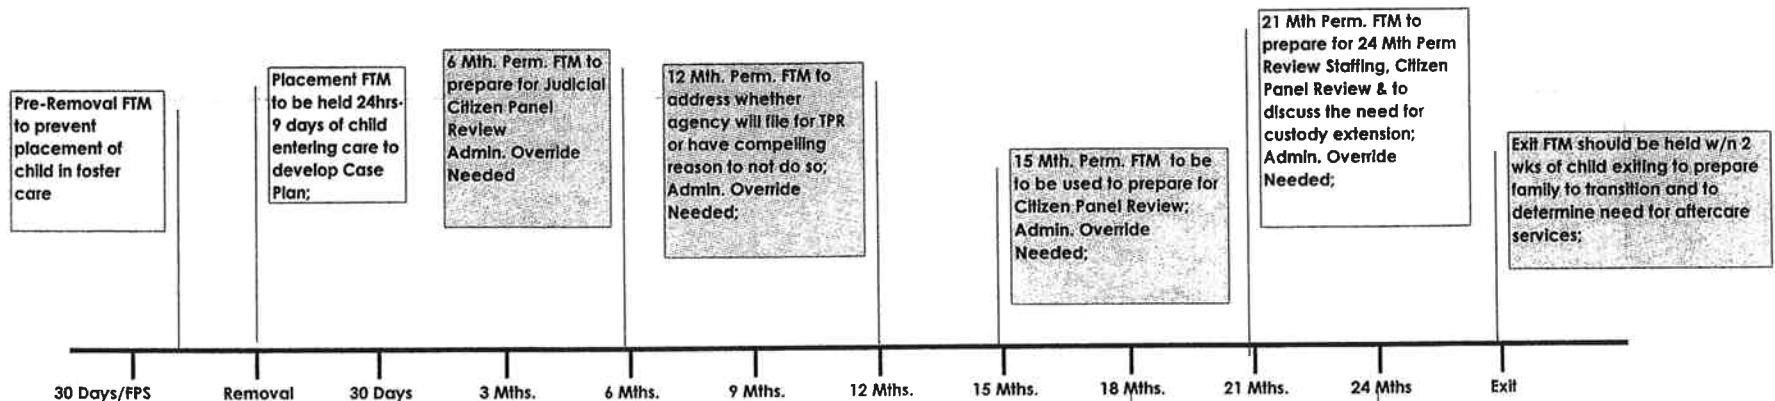 Pre-Removal FTM
to prevent
placement of
child in foster
care
Placement FTM
to be held 24hrs-
9 days of child
entering care to
develop Case
Plan;
6 Mth. Perm. FTM to
prepare for Judicial
Citizen Panel
Review
Admin. Override
Needed
12 Mth. Perm. FTM to
address whether
agency will file for TPR
or have compelling
reason to not do so;
Admin. Override
Needed;
15 Mth. Perm. FTM to be
to be used to prepare for
Citizen Panel Review;
Admin. Override
Needed;
21 Mth Perm. FTM to
prepare for 24 Mth Perm
Review Staffing, Citizen
Panel Review & to
discuss the need for
custody extension;
Admin. Override
Needed;
Exit FTM should be held w/n 2
wks of child exiting to prepare
family to transition and to
determine need for aftercare
services;
30 Days/FPS
Removal
30 Days
3 Mths.
6 Mths.
9 Mths.
12 Mths.
15 Mths.
18 Mths.
21 Mths.
24 Mths
Exit